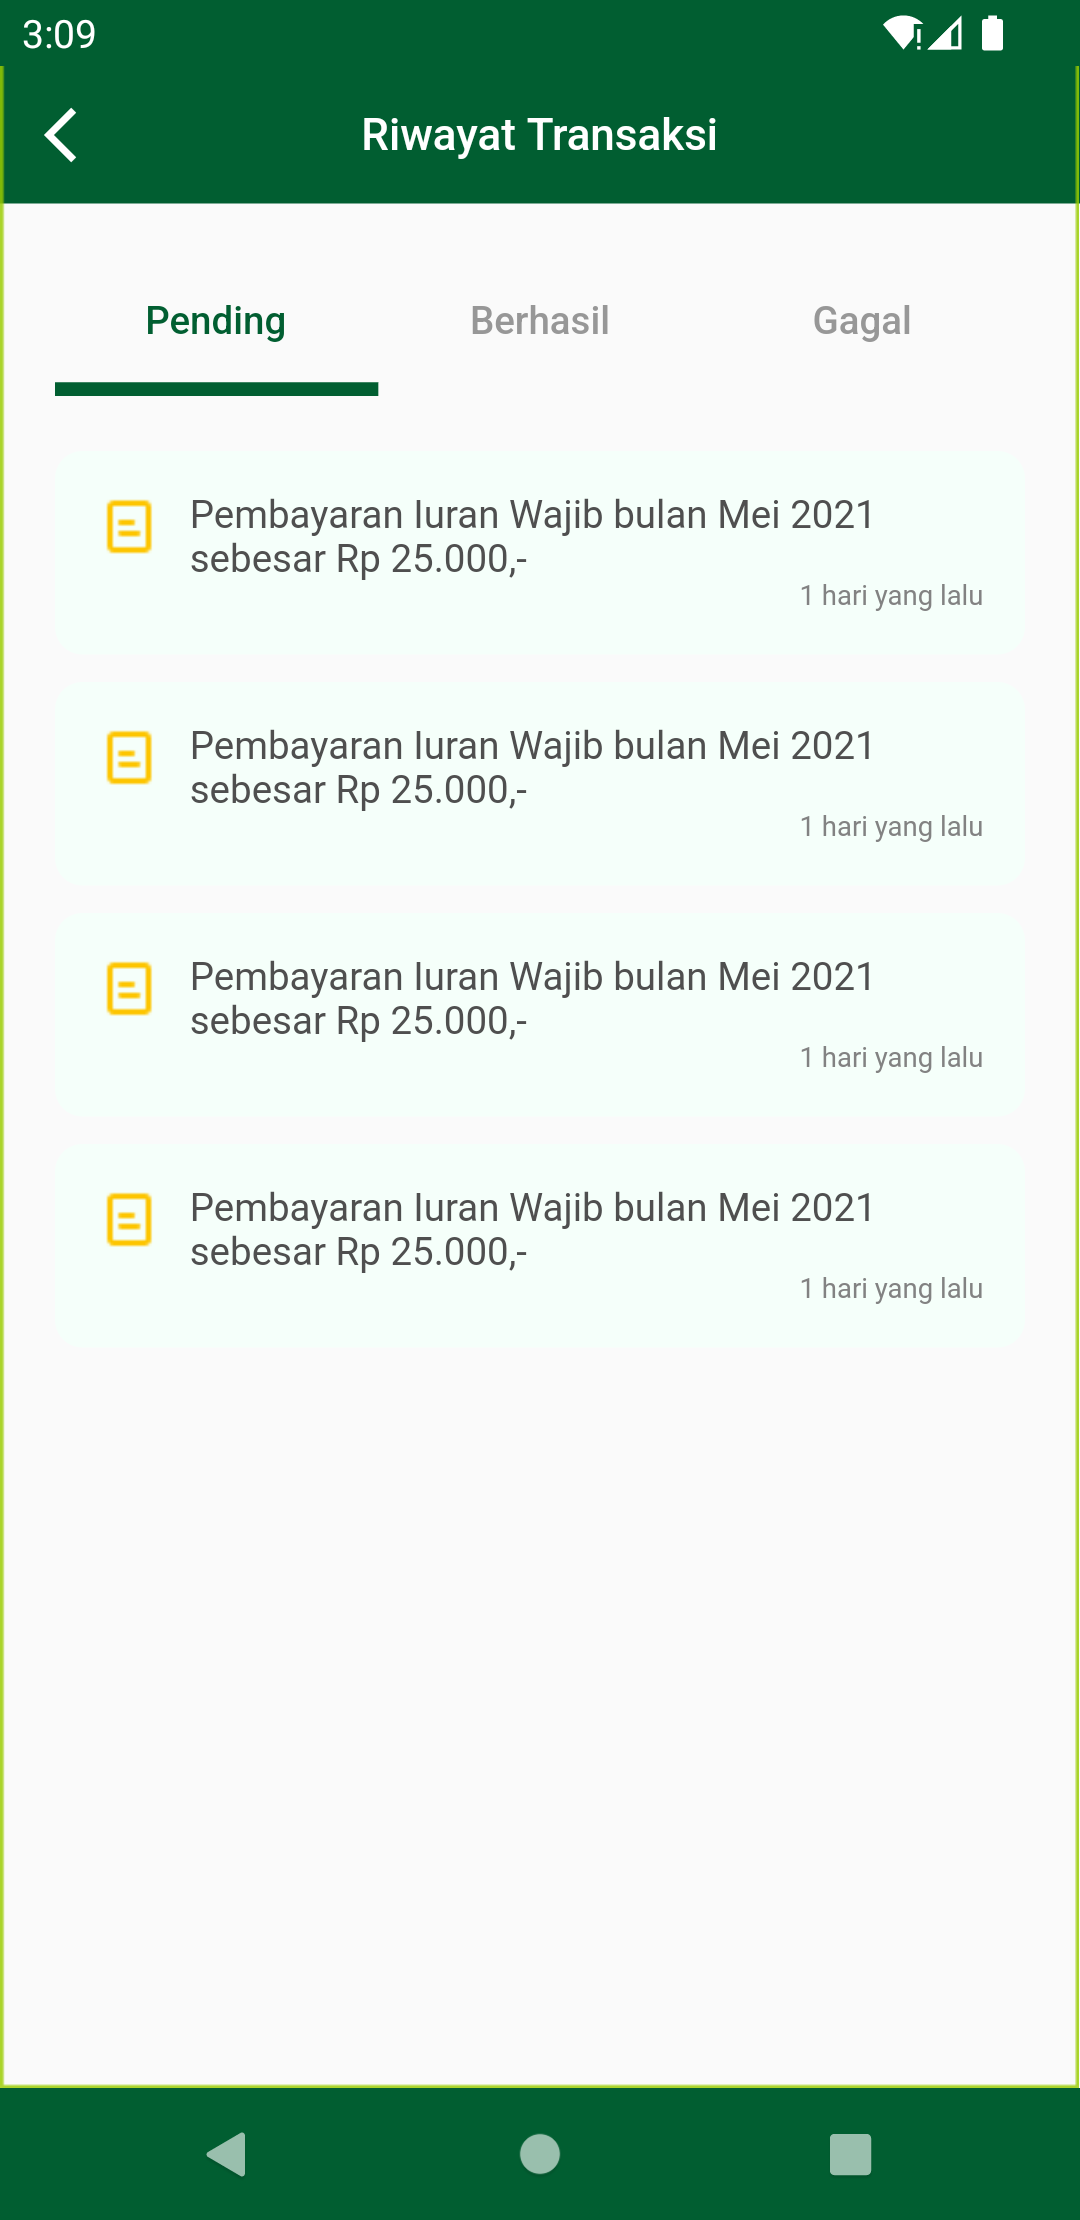 3:09
Riwayat Transaksi
Pending Berhasil Gagal
Pembayaran Iuran Wajib bulan Mei 2021
sebesar Rp 25.000,-
1 hari yang lalu
Pembayaran Iuran Wajib bulan Mei 2021
sebesar Rp 25.000,-
1 hari yang lalu
Pembayaran Iuran Wajib bulan Mei 2021
sebesar Rp 25.000,-
1 hari yang lalu
Pembayaran Iuran Wajib bulan Mei 2021
sebesar Rp 25.000,-
1 hari yang lalu